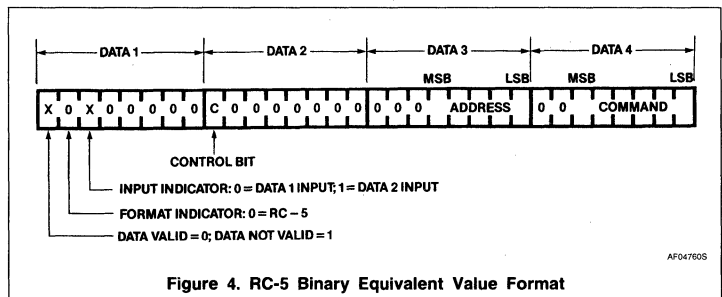 DATA 1 DATA 2 DATA 3 DATA 4
MSB LSB MSB LSB
X 0 X 0 0 0 0 0 C 0 0 0 0 0 0 0 0 0 0 ADDRESS 0 0 COMMAND
CONTROL BIT
INPUT INDICATOR: 0 = DATA 1 INPUT; 1 = DATA 2 INPUT
FORMAT INDICATOR: 0 = RC – 5
DATA VALID = 0; DATA NOT VALID = 1
AF04760S
Figure 4. RC-5 Binary Equivalent Value Format